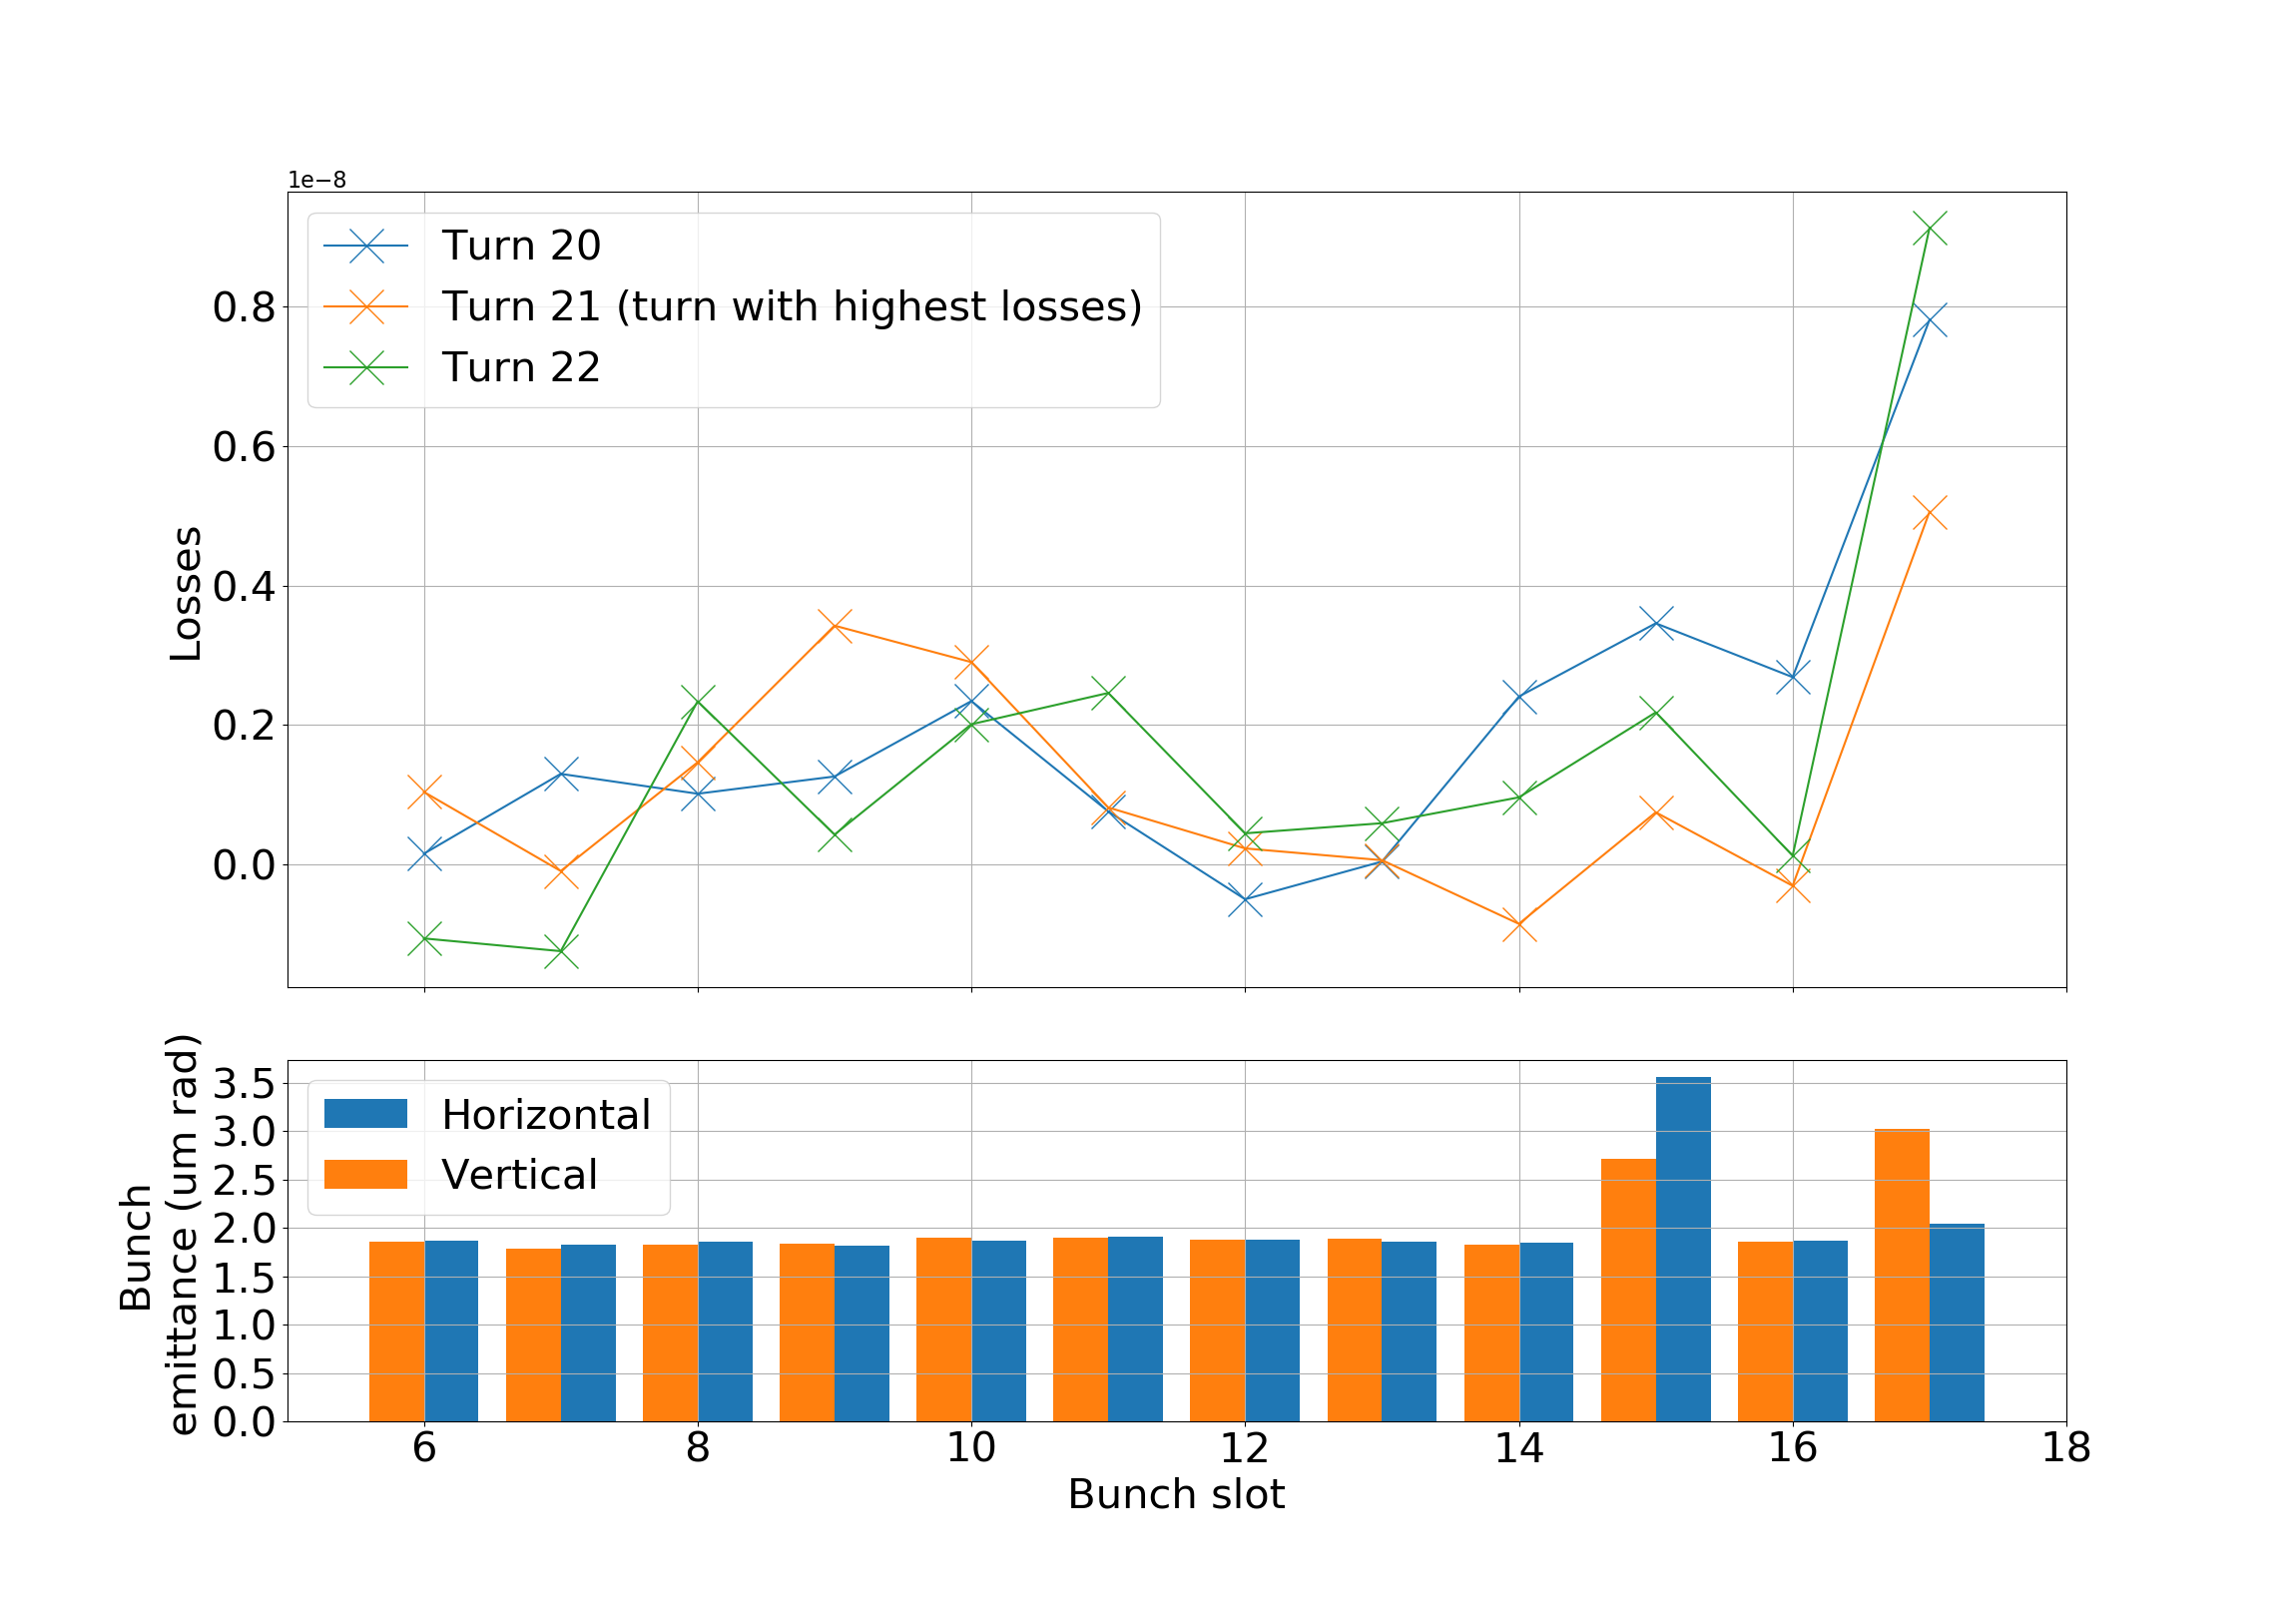 1e−8
Turn 20
Turn 21 (turn with highest losses)
Turn 22
0.8
0.6
0.4
0.2
0.0
Losses
Horizontal
Vertical
3.5
3.0
2.5
2.0
1.5
1.0
0.5
0.0
Bunch
emittance (um rad)
6 8 10 12 14 16 18
Bunch slot